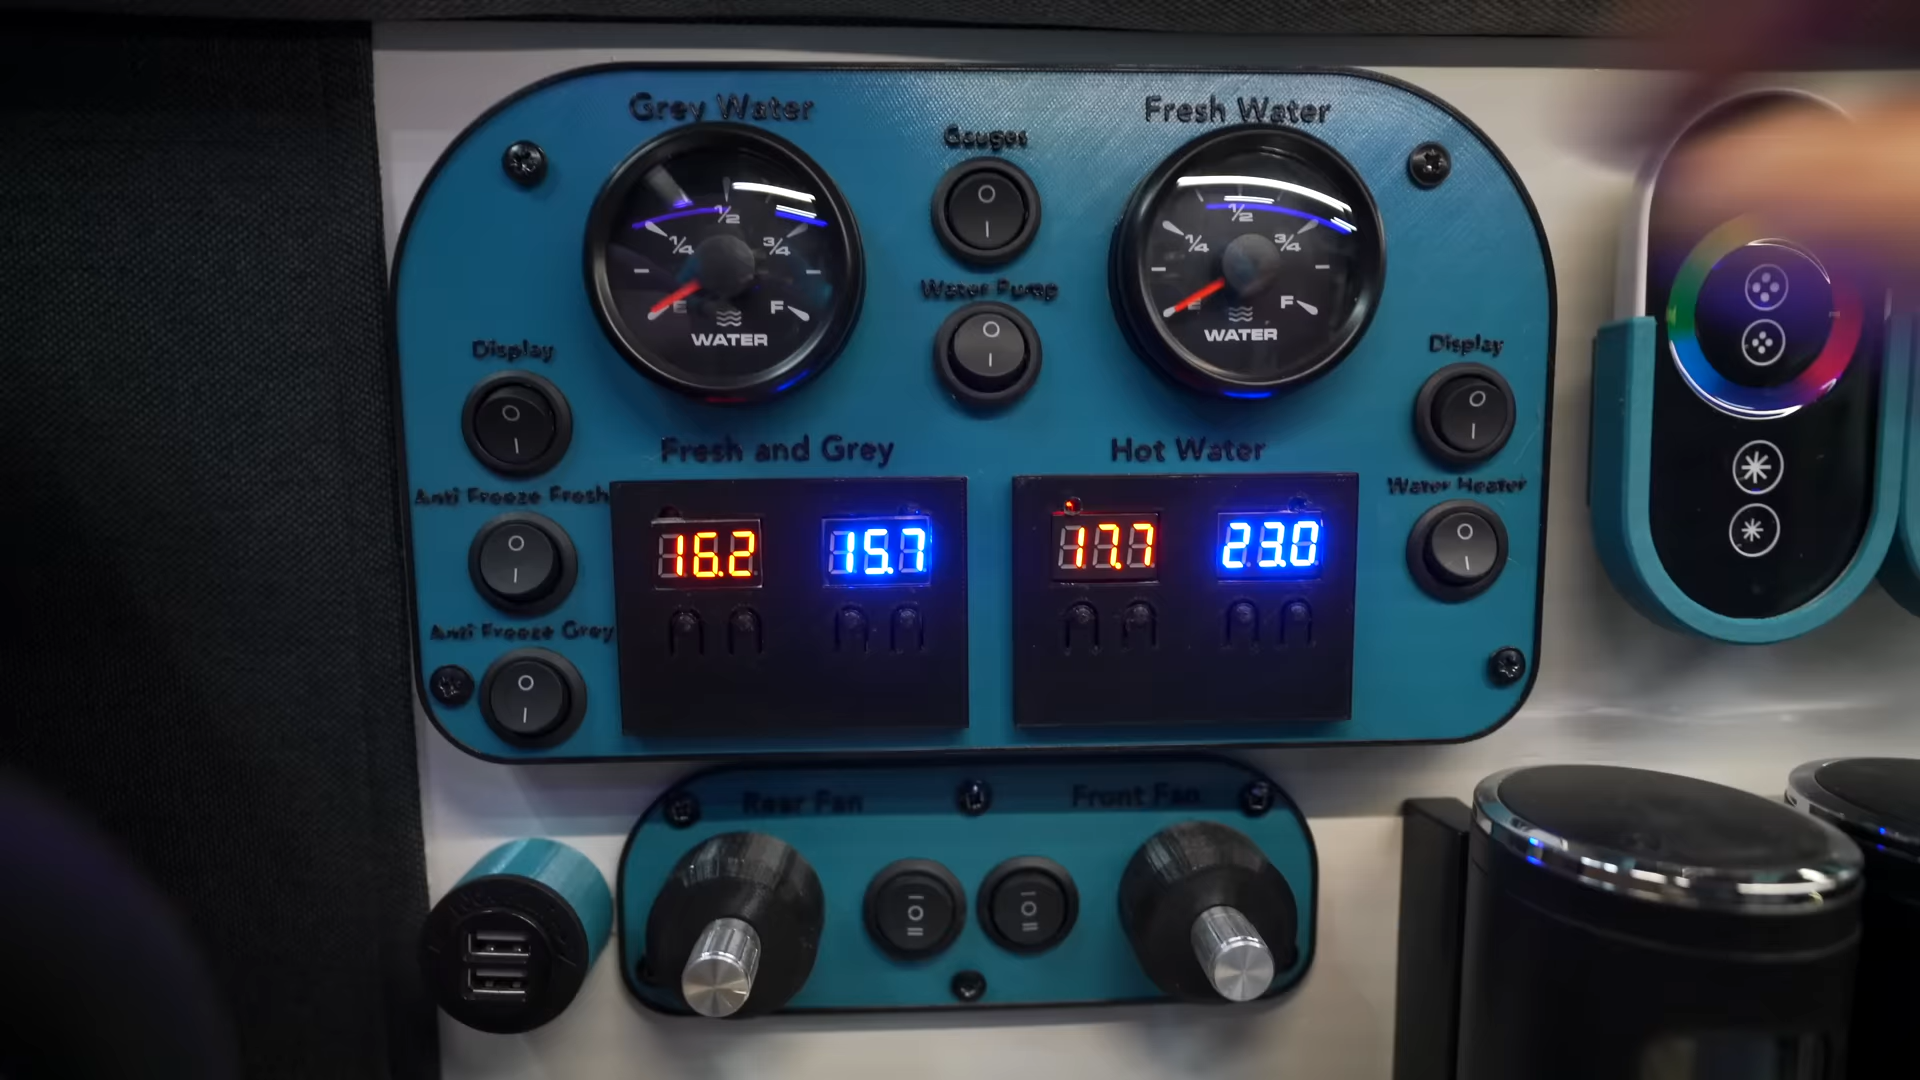 Grey Water
Gauges
Fresh Water
1/4
1/2
3/4
E
F
WATER
1/4
1/2
3/4
E
F
WATER
Water Pump
Display
Display
Fresh and Grey
Hot Water
Anti Freeze Fresh
Water Heater
16.2
15.7
17.7
23.0
Anti Freeze Grey
Rear Fan
Front Fan